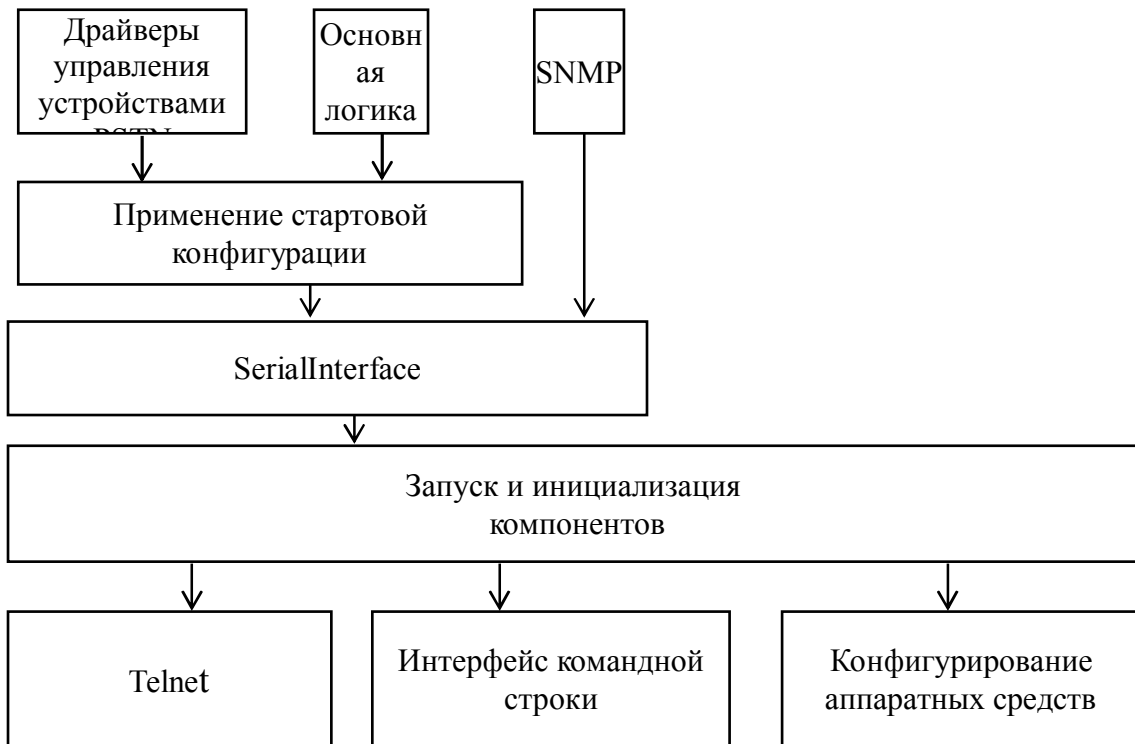 Драйверы
управления
устройствами
PSTN
Основн
ая
логика
SNMP
Применение стартовой
конфигурации
SerialInterface
Запуск и инициализация
компонентов
Telnet
Интерфейс командной
строки
Конфигурирование
аппаратных средств